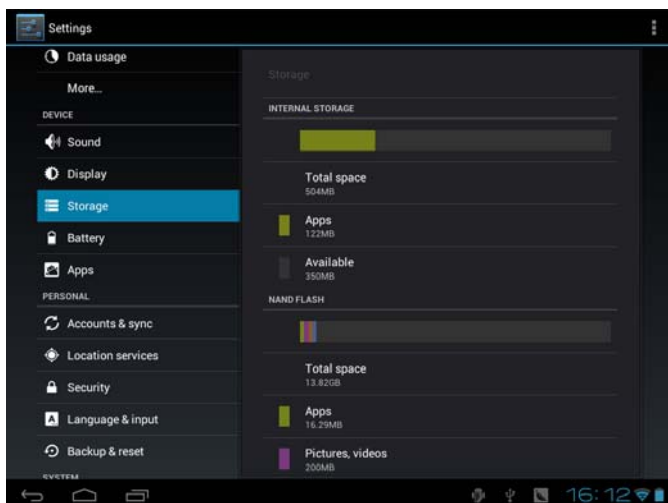 Settings
Data usage
More...
DEVICE
Sound
Display
Storage
Battery
Apps
PERSONAL
Accounts & sync
Location services
Security
A Language & input
Backup & reset
SYSTEM
Storage
INTERNAL STORAGE
Total space
504MB
Apps
122MB
Available
350MB
NAND FLASH
Total space
13.82GB
Apps
16.29MB
Pictures, videos
200MB
16:12